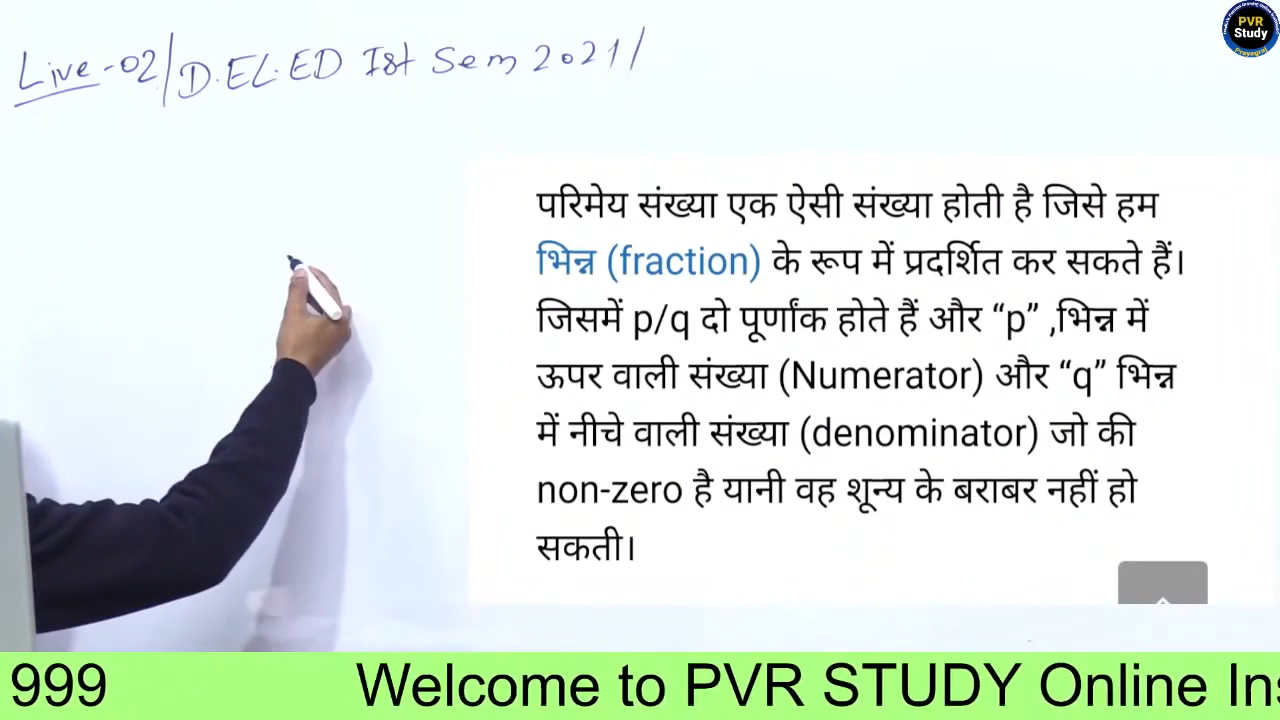 Live-02/D.EL.ED Ist Sem 2021/
PVR
Study
Prayagraj
परिमेय संख्या एक ऐसी संख्या होती है जिसे हम
भिन्न (fraction) के रूप में प्रदर्शित कर सकते हैं।
जिसमें p/q दो पूर्णांक होते हैं और “p” ,भिन्न में
ऊपर वाली संख्या (Numerator) और “q” भिन्न
में नीचे वाली संख्या (denominator) जो की
non-zero है यानी वह शून्य के बराबर नहीं हो
सकती।
999 Welcome to PVR STUDY Online Ins